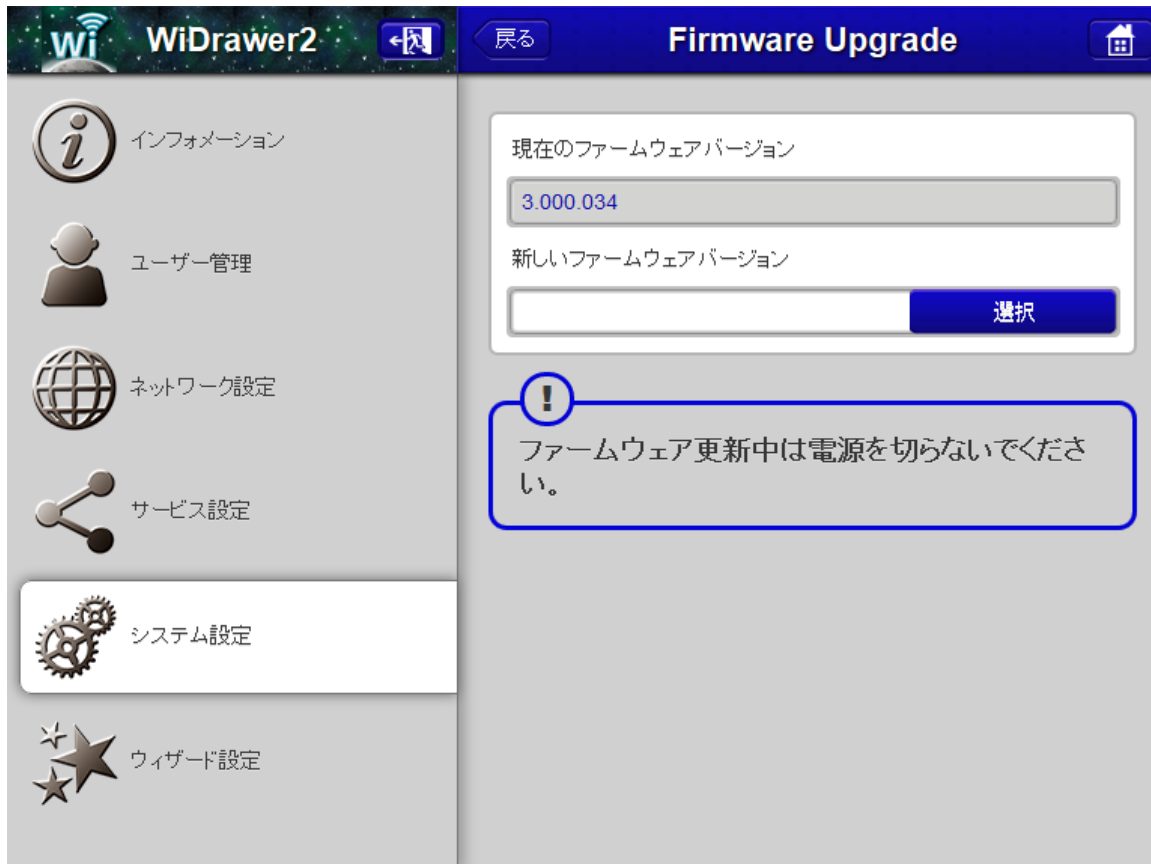 Wi
WiDrawer2
戻る
Firmware Upgrade
インフォメーション
ユーザー管理
ネットワーク設定
サービス設定
システム設定
ウィザード設定
現在のファームウェアバージョン
3.000.034
新しいファームウェアバージョン
選択
!
ファームウェア更新中は電源を切らないでくださ
い。